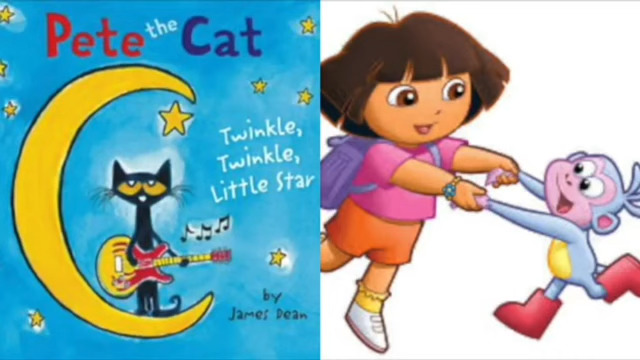 Pete the Cat
Twinkle,
Twinkle,
Little Star
by
James Dean